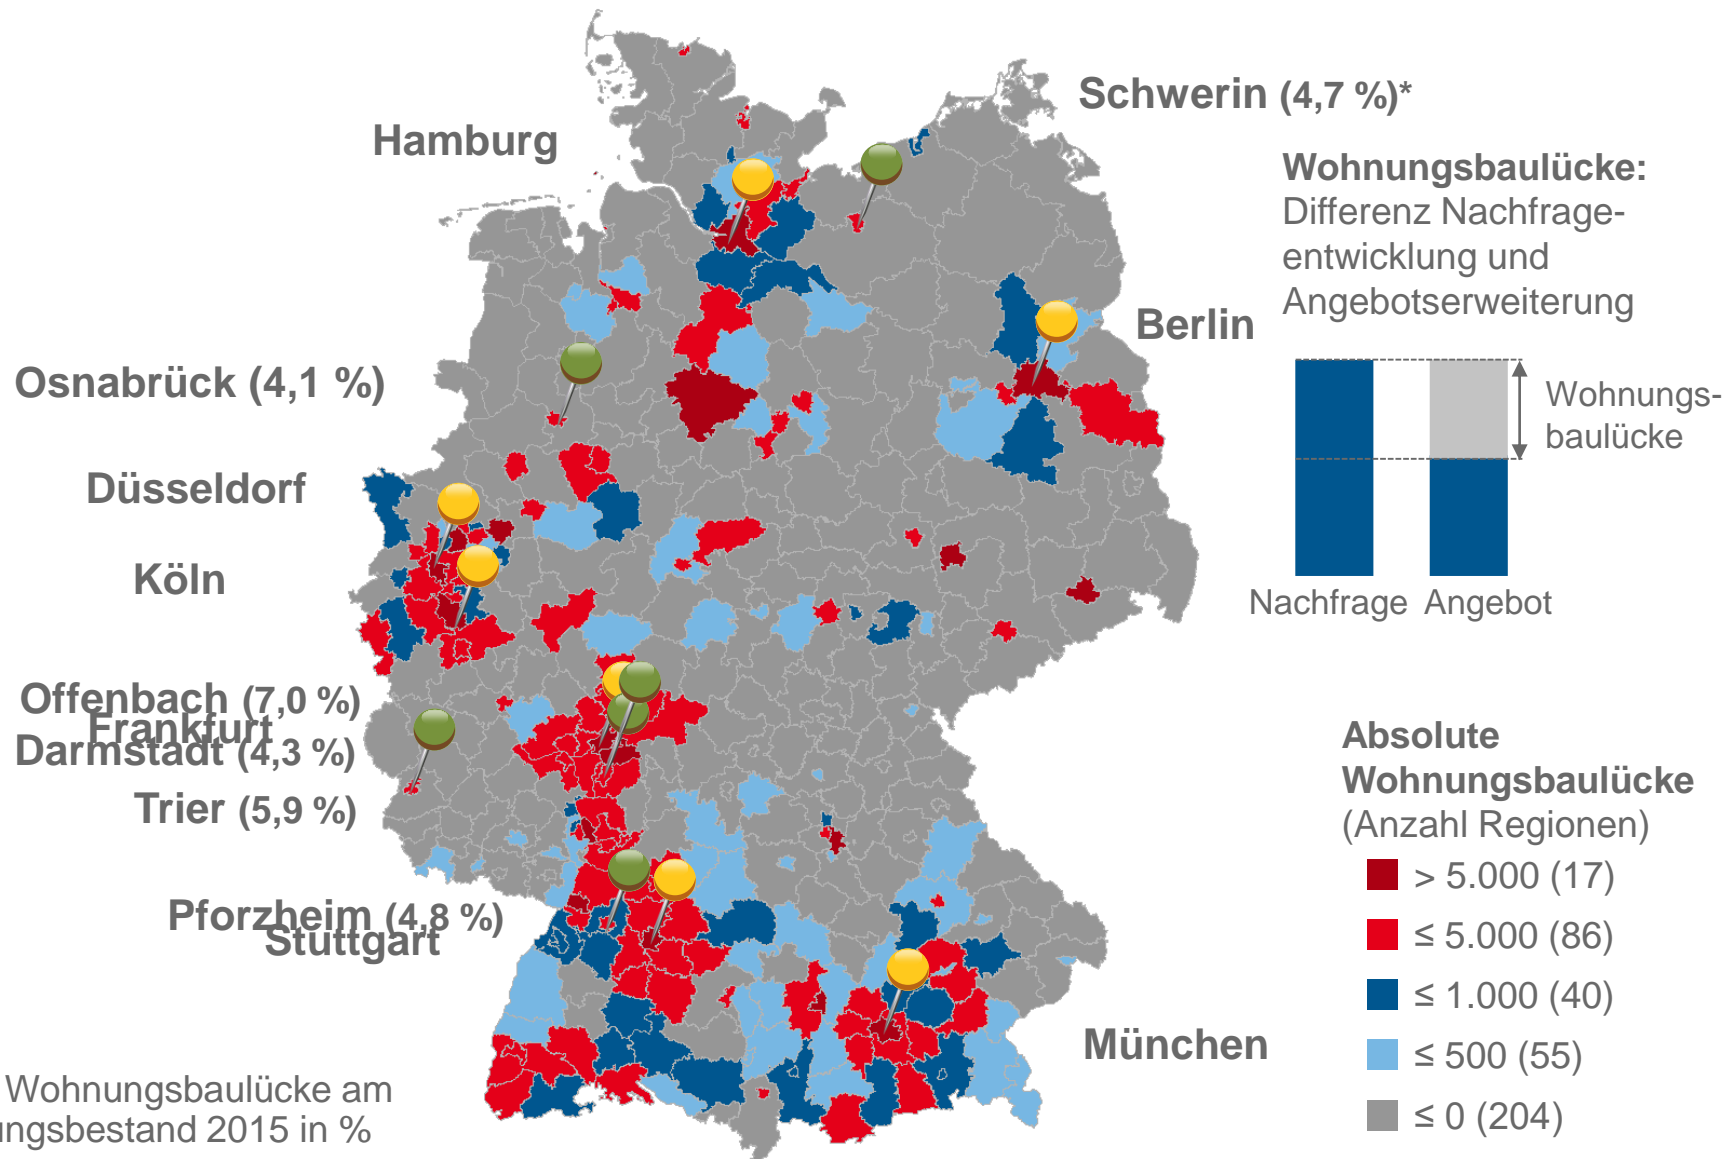 Schwerin (4,7 %)*
Hamburg
Wohnungsbaulücke:
Differenz Nachfrage-
entwicklung und
Angebotserweiterung
Berlin
Osnabrück (4,1 %)
Wohnungs-
baulücke
Nachfrage Angebot
Düsseldorf
Köln
Offenbach (7,0 %)
Frankfurt
Darmstadt (4,3 %)
Trier (5,9 %)
Pforzheim (4,8 %)
Stuttgart
München
Absolute
Wohnungsbaulücke
(Anzahl Regionen)
> 5.000 (17)
≤ 5.000 (86)
≤ 1.000 (40)
≤ 500 (55)
≤ 0 (204)
Wohnungsbaulücke am
ungsbestand 2015 in %